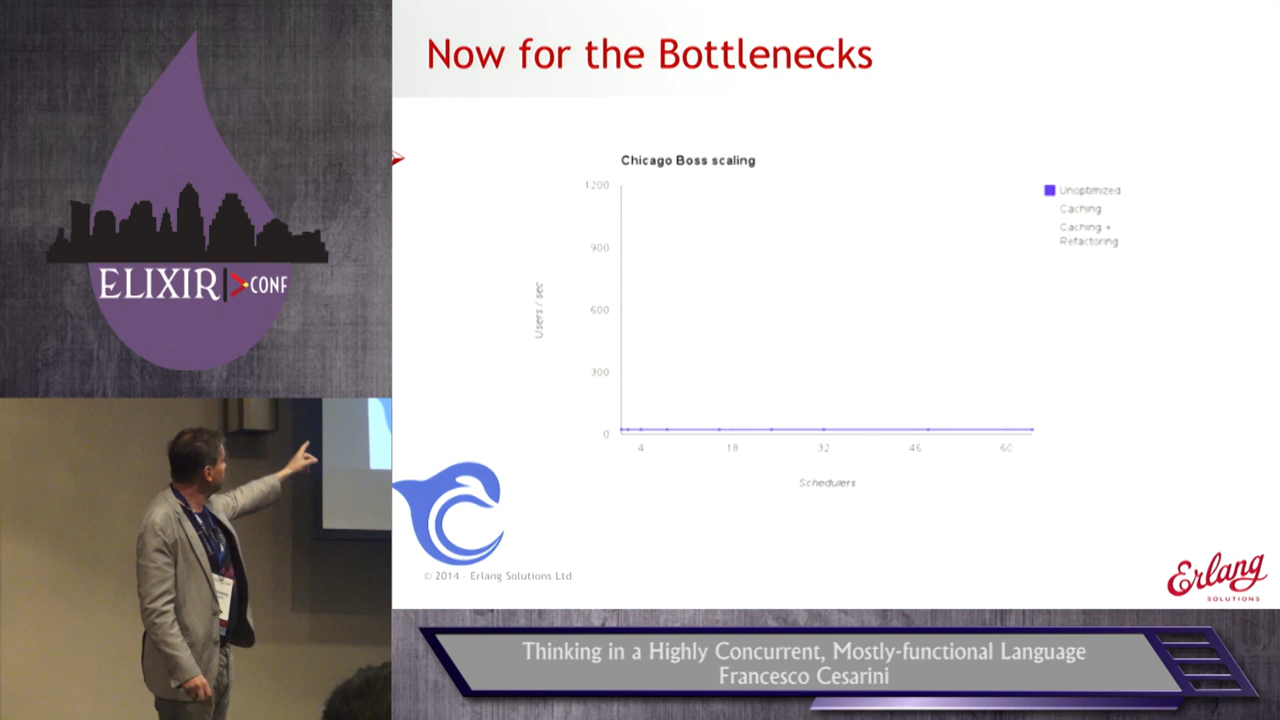 Now for the Bottlenecks
Chicago Boss scaling
1200
900
600
300
0
Users / sec
4
18
32
46
60
Schedulers
Unoptimized
Caching
Caching +
Refactoring
© 2014 - Erlang Solutions Ltd
Erlang
SOLUTIONS
ELIXIR CONF
Thinking in a Highly Concurrent, Mostly-functional Language
Francesco Cesarini